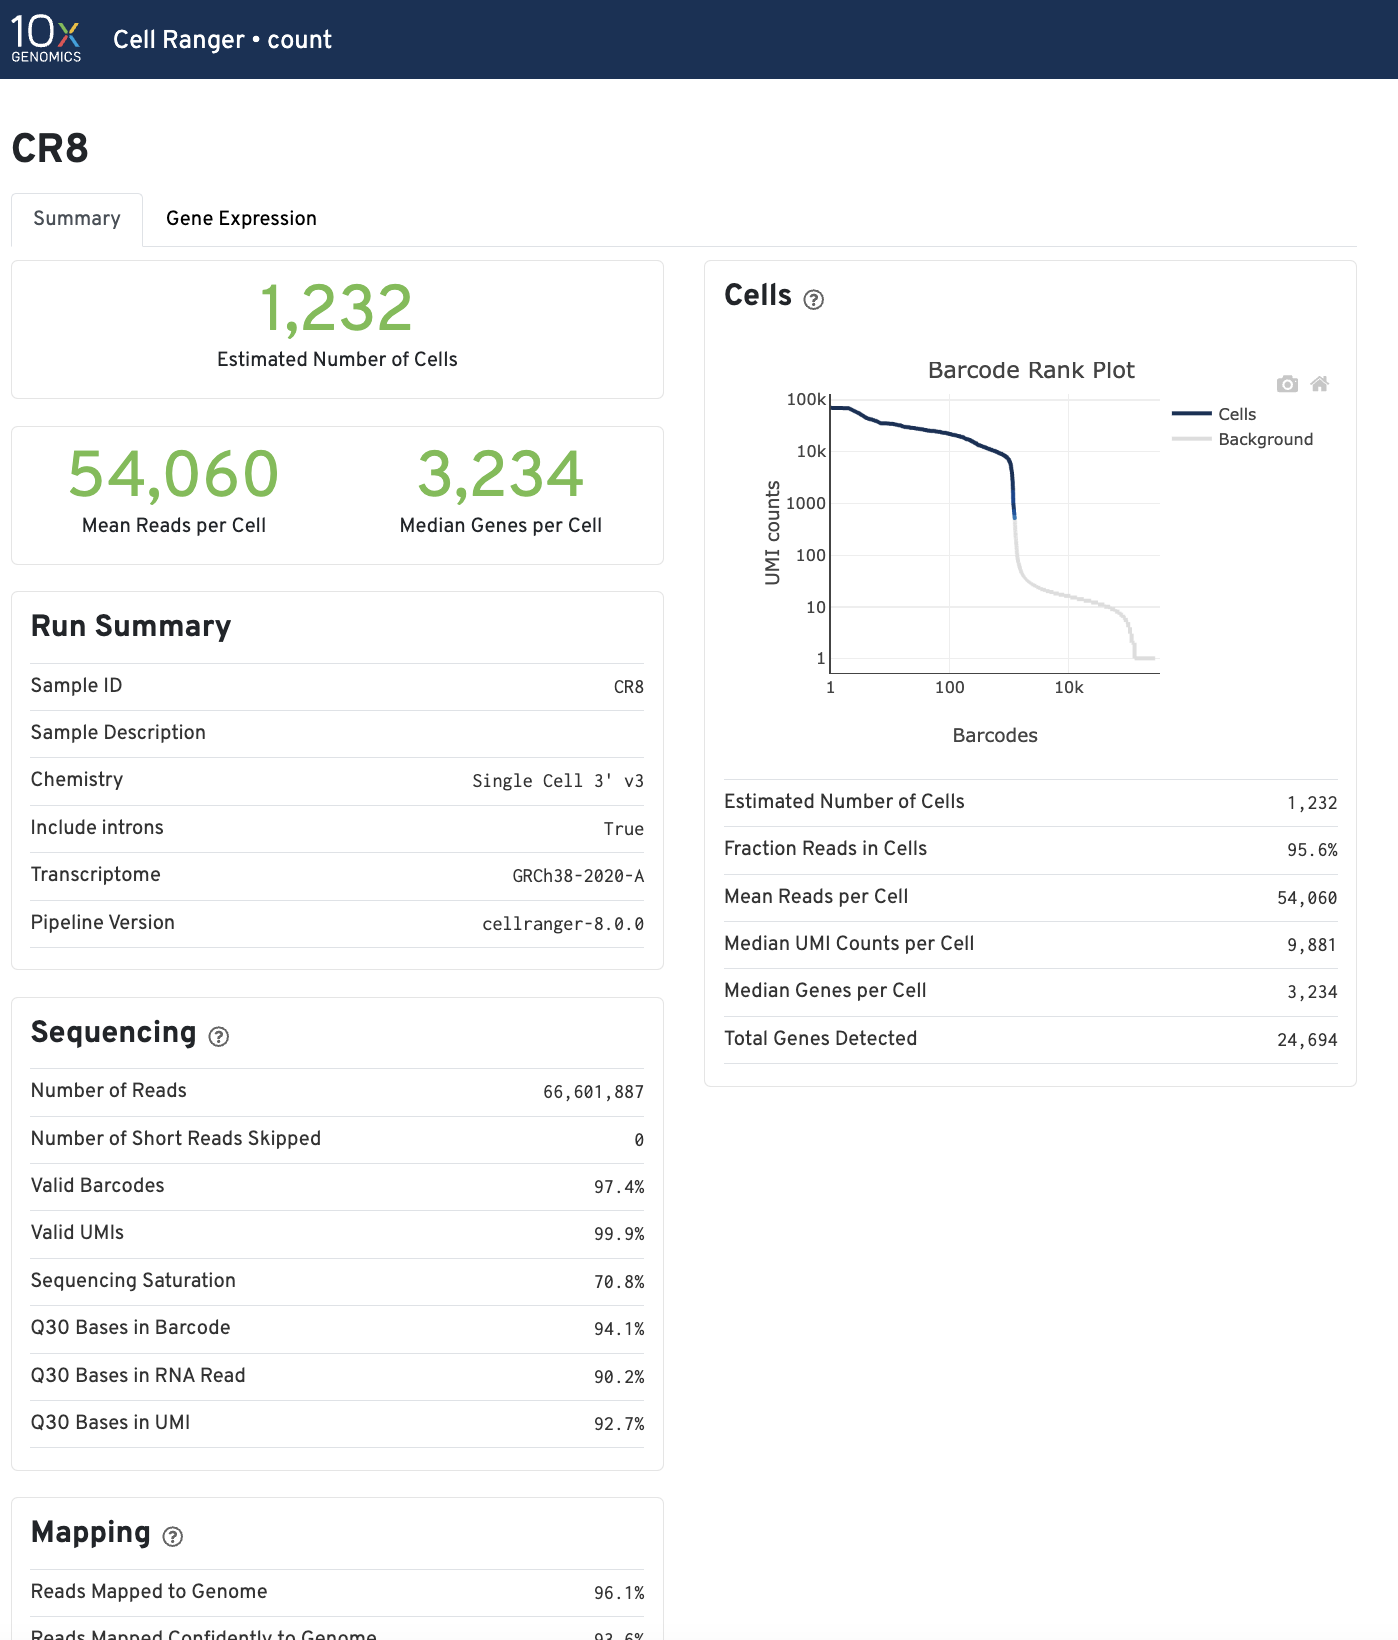 10x
GENOMICS
Cell Ranger • count
CR8
Summary
Gene Expression
1,232
Estimated Number of Cells
54,060
Mean Reads per Cell
3,234
Median Genes per Cell
Run Summary
Sample ID CR8
Sample Description
Chemistry Single Cell 3' v3
Include introns True
Transcriptome GRCh38-2020-A
Pipeline Version cellranger-8.0.0
Sequencing ?
Number of Reads 66,601,887
Number of Short Reads Skipped 0
Valid Barcodes 97.4%
Valid UMIs 99.9%
Sequencing Saturation 70.8%
Q30 Bases in Barcode 94.1%
Q30 Bases in RNA Read 90.2%
Q30 Bases in UMI 92.7%
Mapping ?
Reads Mapped to Genome 96.1%
Reads Mapped Confidently to Genome 93.6%
Cells ?
Barcode Rank Plot
100k
10k
1000
100
10
1
UMI counts
1 100 10k
Barcodes
Cells
Background
Estimated Number of Cells 1,232
Fraction Reads in Cells 95.6%
Mean Reads per Cell 54,060
Median UMI Counts per Cell 9,881
Median Genes per Cell 3,234
Total Genes Detected 24,694